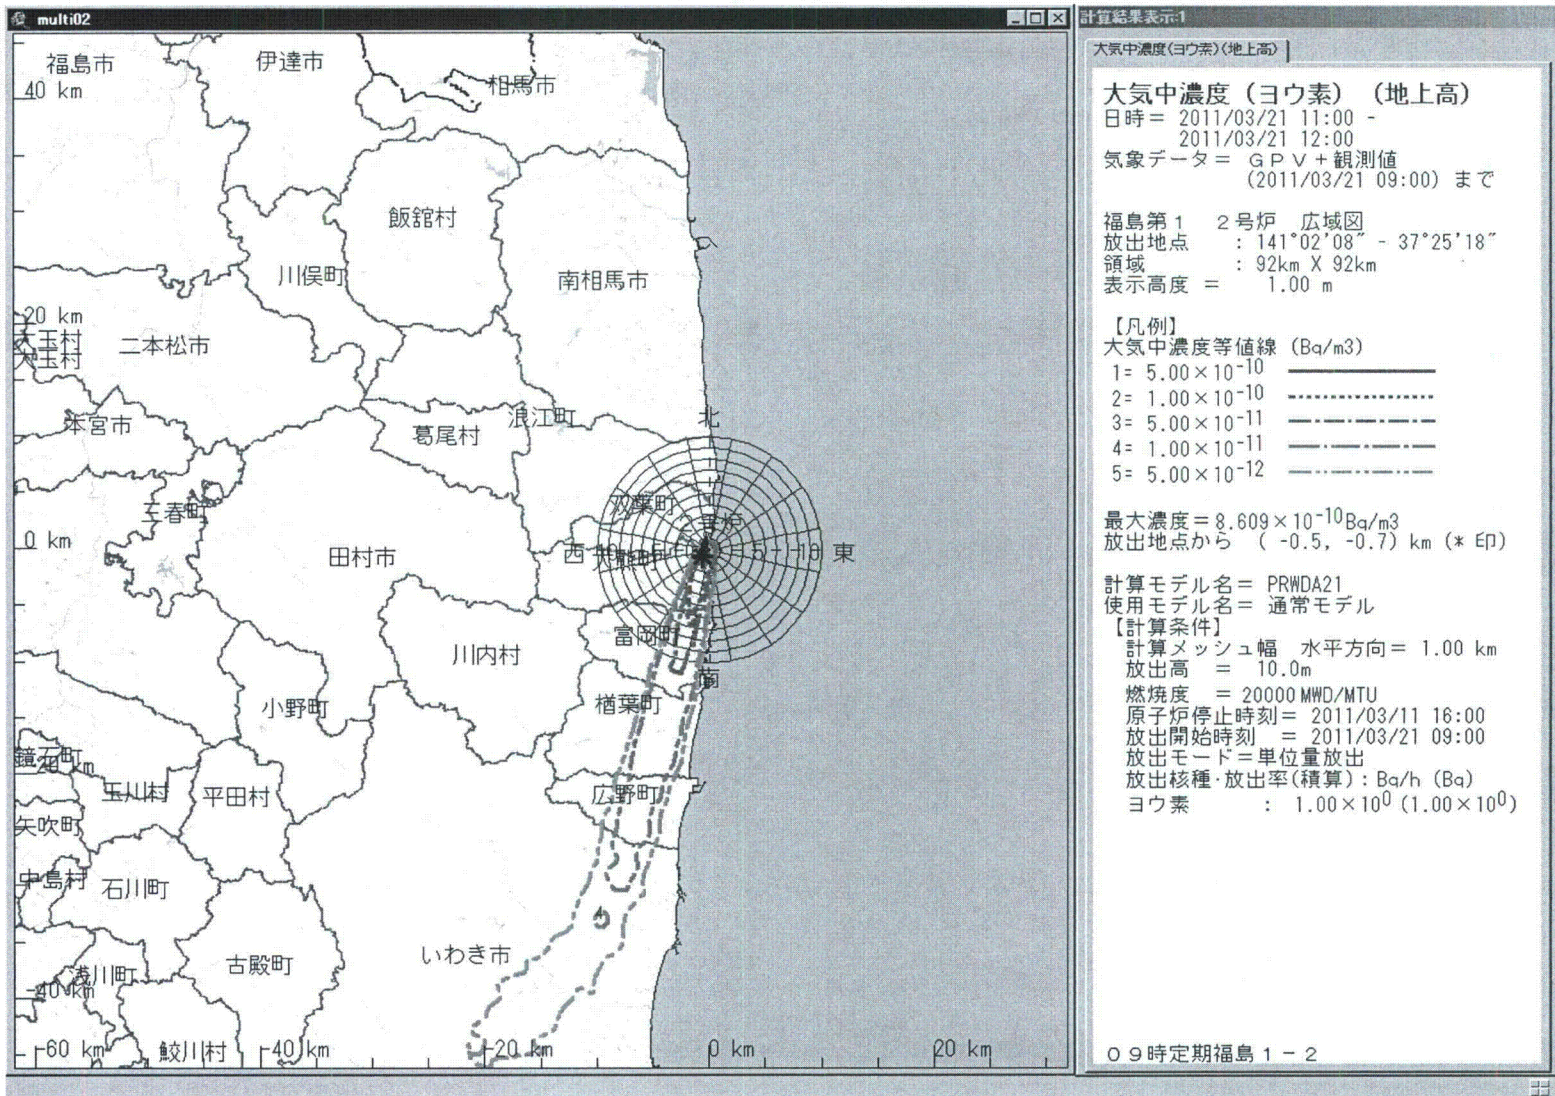 multi02
福島市
伊達市
相馬市
40 km
飯舘村
川俣町
南相馬市
20 km
大玉村
大玉村
二本松市
本宮市
浪江町
葛尾村
北
三春町
双葉町
2号炉
0 km
田村市
西
大熊町
東
富岡町
川内村
南
小野町
楢葉町
鏡石町
玉川村
平田村
広野町
矢吹町
中島村
石川町
4
いわき市
古殿町
浅川町
-40 km
鮫川村
-60 km
-40 km
-20 km
0 km
20 km
計算結果表示:1
大気中濃度(ヨウ素)(地上高)
大気中濃度 (ヨウ素) (地上高)
日時= 2011/03/21 11:00 -
2011/03/21 12:00
気象データ= GPV+観測値
(2011/03/21 09:00) まで
福島第1 2号炉 広域図
放出地点 : 141°02'08" - 37°25'18"
領域 : 92km X 92km
表示高度 = 1.00 m
【凡例】
大気中濃度等値線 (Bq/m3)
1= 5.00×10-10
2= 1.00×10-10
3= 5.00×10-11
4= 1.00×10-11
5= 5.00×10-12
最大濃度=8.609×10-10Bq/m3
放出地点から ( -0.5, -0.7) km (* 印)
計算モデル名= PRWDA21
使用モデル名= 通常モデル
【計算条件】
計算メッシュ幅 水平方向= 1.00 km
放出高 = 10.0m
燃焼度 = 20000MWD/MTU
原子炉停止時刻= 2011/03/11 16:00
放出開始時刻 = 2011/03/21 09:00
放出モード=単位量放出
放出核種・放出率(積算):Bq/h (Bq)
ヨウ素 : 1.00×100 (1.00×100)
09時定期福島1-2